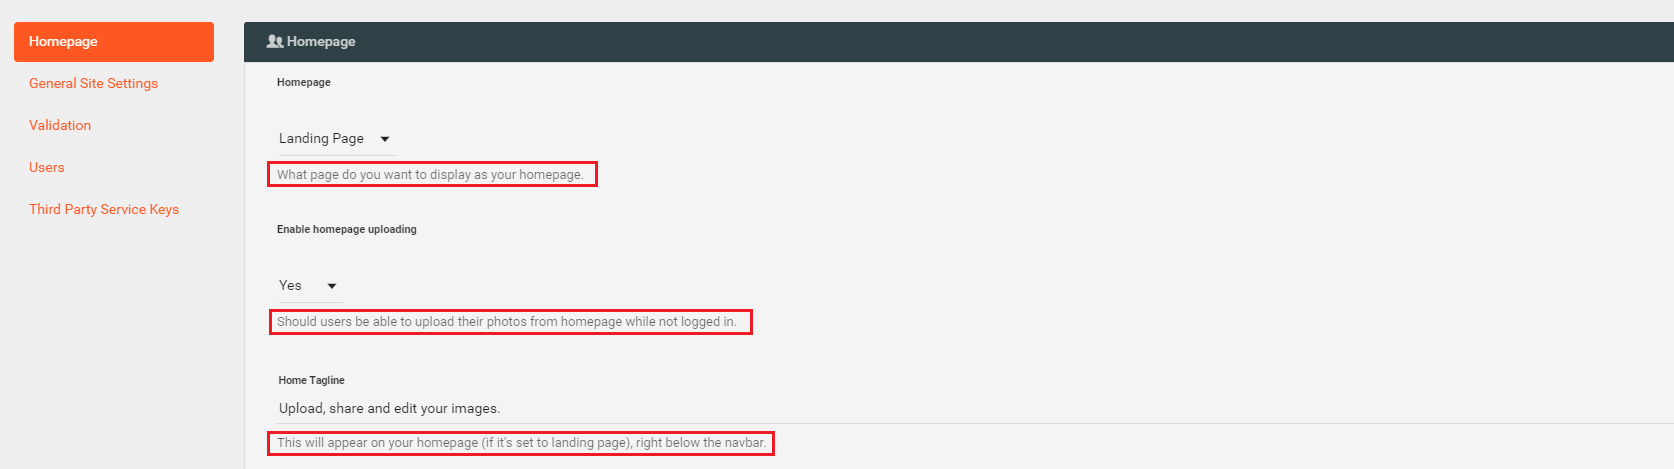 Homepage
General Site Settings
Validation
Users
Third Party Service Keys
Homepage
Homepage
Landing Page
What page do you want to display as your homepage.
Enable homepage uploading
Yes
Should users be able to upload their photos from homepage while not logged in.
Home Tagline
Upload, share and edit your images.
This will appear on your homepage (if it's set to landing page), right below the navbar.